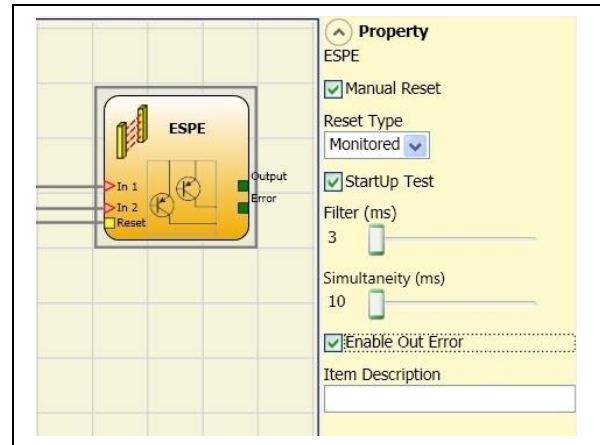 ESPE
Output
Error
In 1
In 2
Reset
Property
ESPE
Manual Reset
Reset Type
Monitored
StartUp Test
Filter (ms)
3
Simultaneity (ms)
10
Enable Out Error
Item Description